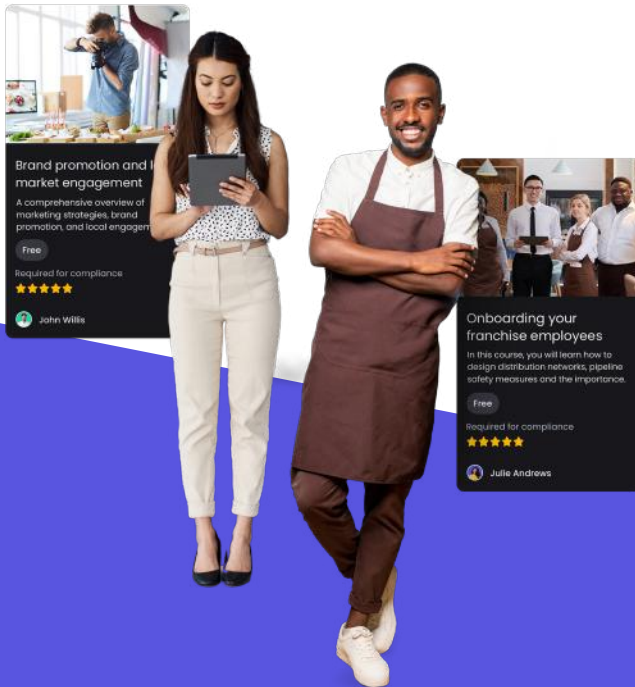 Brand promotion and l
market engagement
A comprehensive overview of
marketing strategies, brand
promotion, and local engagem
Free
Required for compliance
John Willis
Onboarding your
franchise employees
In this course, you will learn how to
design distribution networks, pipeline
safety measures and the importance.
Free
Required for compliance
Julie Andrews